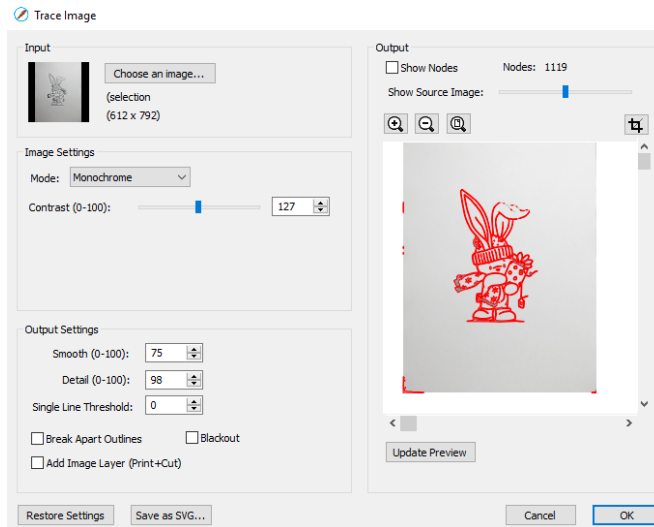 Trace Image
Input
Choose an image...
(selection
(612 x 792)
Image Settings
Mode: Monochrome
Contrast (0-100): 127
Output Settings
Smooth (0-100): 75
Detail (0-100): 98
Single Line Threshold: 0
Break Apart Outlines Blackout
Add Image Layer (Print+Cut)
Restore Settings Save as SVG...
Output
Show Nodes Nodes: 1119
Show Source Image:
Update Preview
Cancel OK